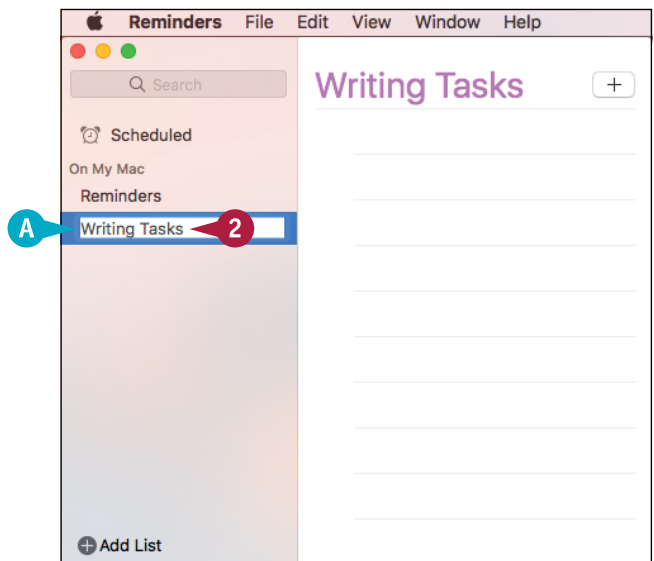 Reminders File Edit View Window Help
Search
Writing Tasks
+
Scheduled
On My Mac
Reminders
A Writing Tasks 2
+ Add List